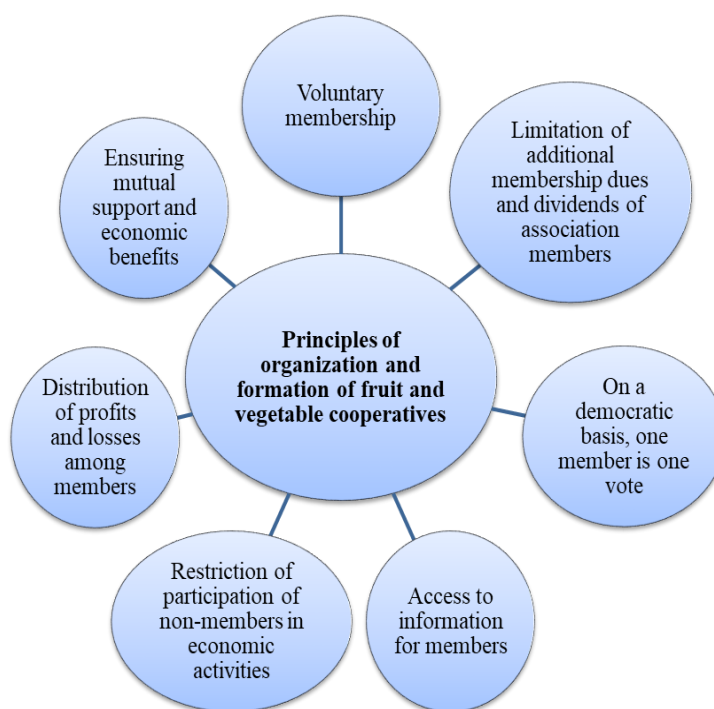 Voluntary
membership
Limitation of
additional
membership dues
and dividends of
association
members
On a
democratic
basis, one
member is one
vote
Access to
information
for members
Restriction of
participation of
non-members in
economic
activities
Distribution
of profits
and losses
among
members
Ensuring
mutual
support and
economic
benefits
Principles of
organization and
formation of fruit and
vegetable cooperatives